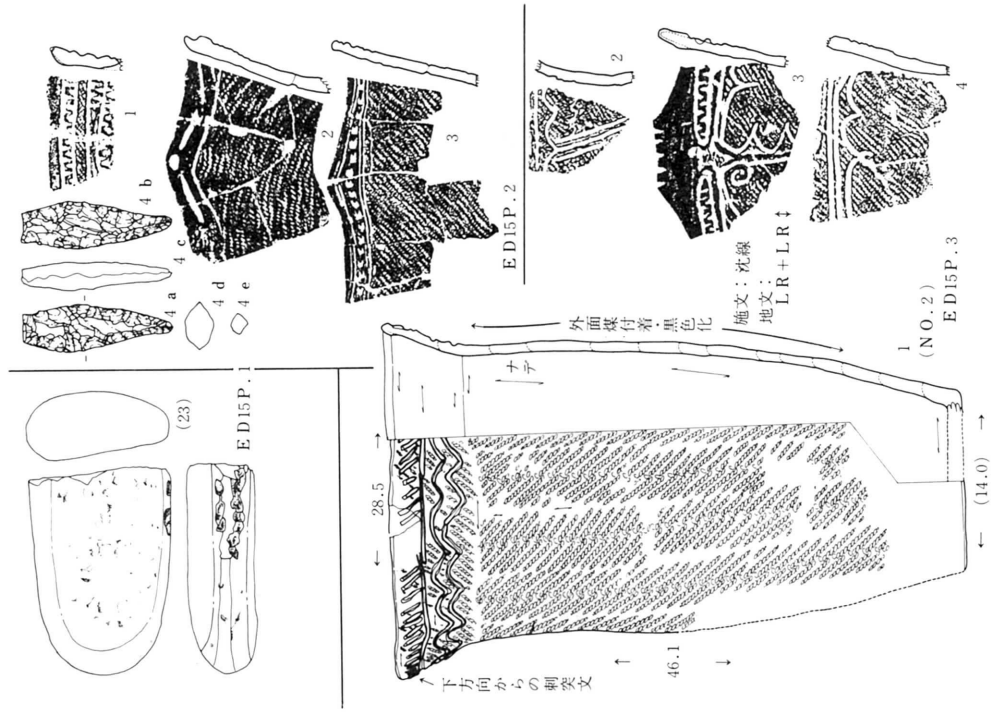 (23)
ED15P.1
4a
4c
4b
4d
4e
1
2
3
ED15P.2
2
3
4
施文：沈線
地文：
LR+LR↕
外面煤付着・黒色化
ナデ
28.5
46.1
(14.0)
下方向からの刺突文
1
(NO.2)
ED15P.3